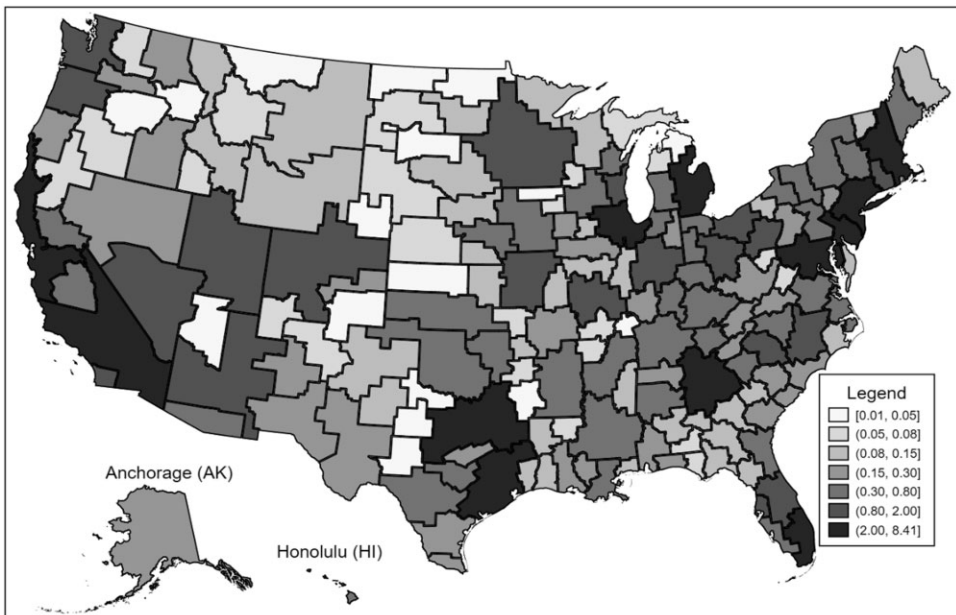 Anchorage (AK)
Honolulu (HI)
Legend
[0.01, 0.05]
(0.05, 0.08]
(0.08, 0.15]
(0.15, 0.30]
(0.30, 0.80]
(0.80, 2.00]
(2.00, 8.41]